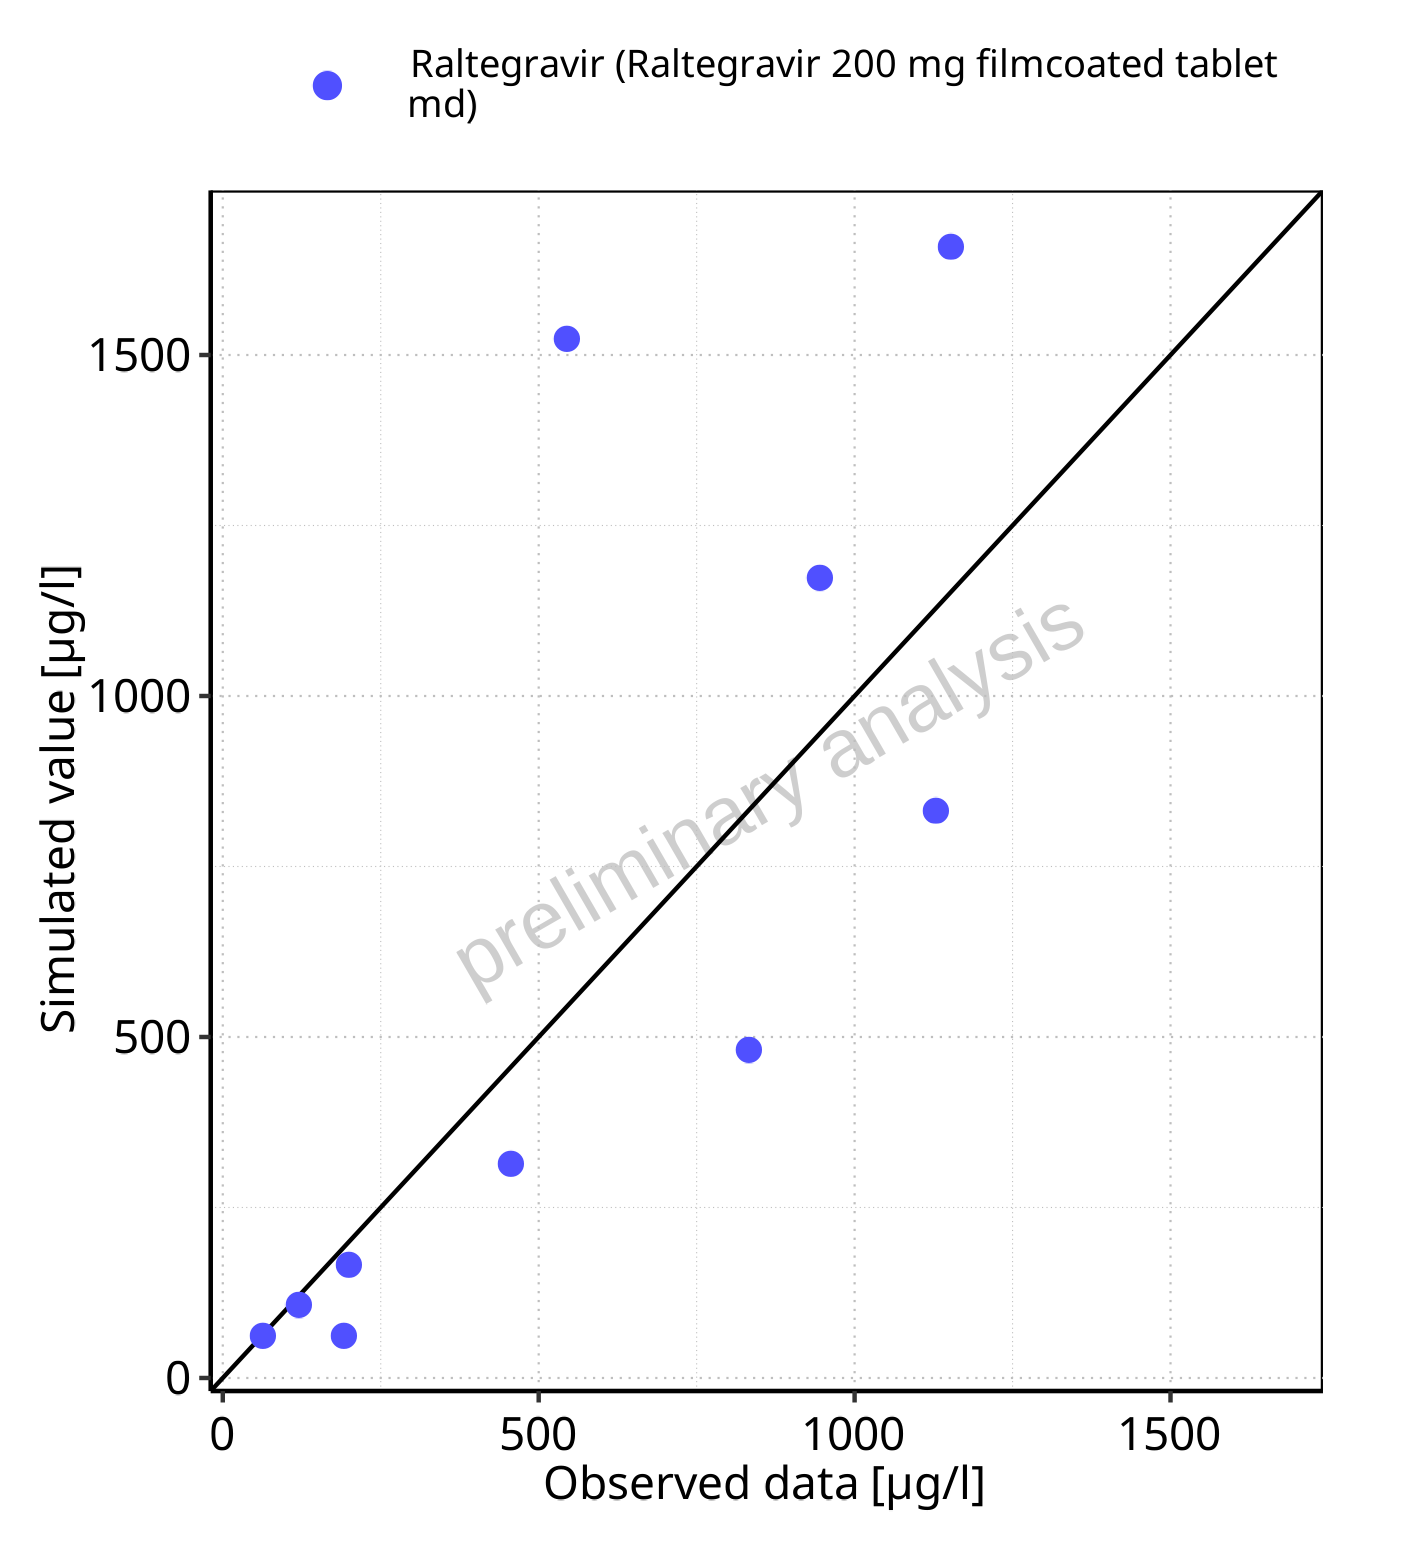 Raltegravir (Raltegravir 200 mg filmcoated tablet
md)
1500
1000
500
0
Simulated value [µg/l]
preliminary analysis
0 500 1000 1500
Observed data [µg/l]